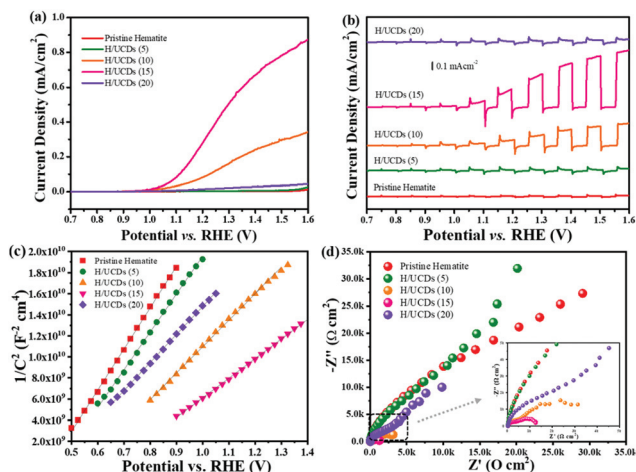 (a)
Pristine Hematite
H/UCDs (5)
H/UCDs (10)
H/UCDs (15)
H/UCDs (20)
Current Density (mA/cm²)
1.0
0.8
0.6
0.4
0.2
0.0
0.7 0.8 0.9 1.0 1.1 1.2 1.3 1.4 1.5 1.6
Potential vs. RHE (V)
(b)
H/UCDs (20)
0.1 mAcm⁻²
H/UCDs (15)
H/UCDs (10)
H/UCDs (5)
Pristine Hematite
Current Density (mA/cm²)
0.7 0.8 0.9 1.0 1.1 1.2 1.3 1.4 1.5 1.6
Potential vs. RHE (V)
(c)
Pristine Hematite
H/UCDs (5)
H/UCDs (10)
H/UCDs (15)
H/UCDs (20)
1/C⁻² (F⁻² cm⁴)
2.0x10¹⁰
1.8x10¹⁰
1.6x10¹⁰
1.4x10¹⁰
1.2x10¹⁰
1.0x10¹⁰
8.0x10⁹
6.0x10⁹
4.0x10⁹
2.0x10⁹
0.5 0.6 0.7 0.8 0.9 1.0 1.1 1.2 1.3 1.4
Potential vs. RHE (V)
(d)
Pristine Hematite
H/UCDs (5)
H/UCDs (10)
H/UCDs (15)
H/UCDs (20)
-Z'' (Ω cm²)
35.0k
30.0k
25.0k
20.0k
15.0k
10.0k
5.0k
0.0
0.0 5.0k 10.0k 15.0k 20.0k 25.0k 30.0k 35.0k
Z' (O cm²)
-Z'' (Ω cm²)
Z' (Ω cm²)